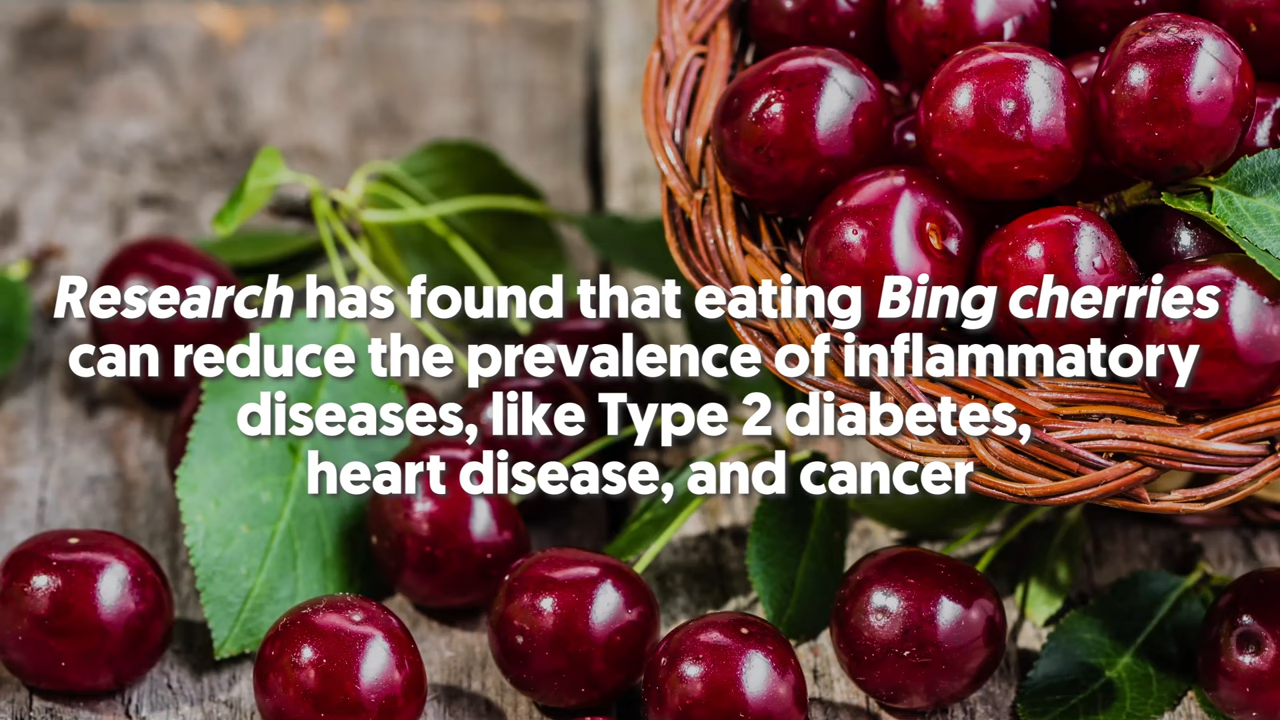 Research has found that eating Bing cherries
can reduce the prevalence of inflammatory
diseases, like Type 2 diabetes,
heart disease, and cancer